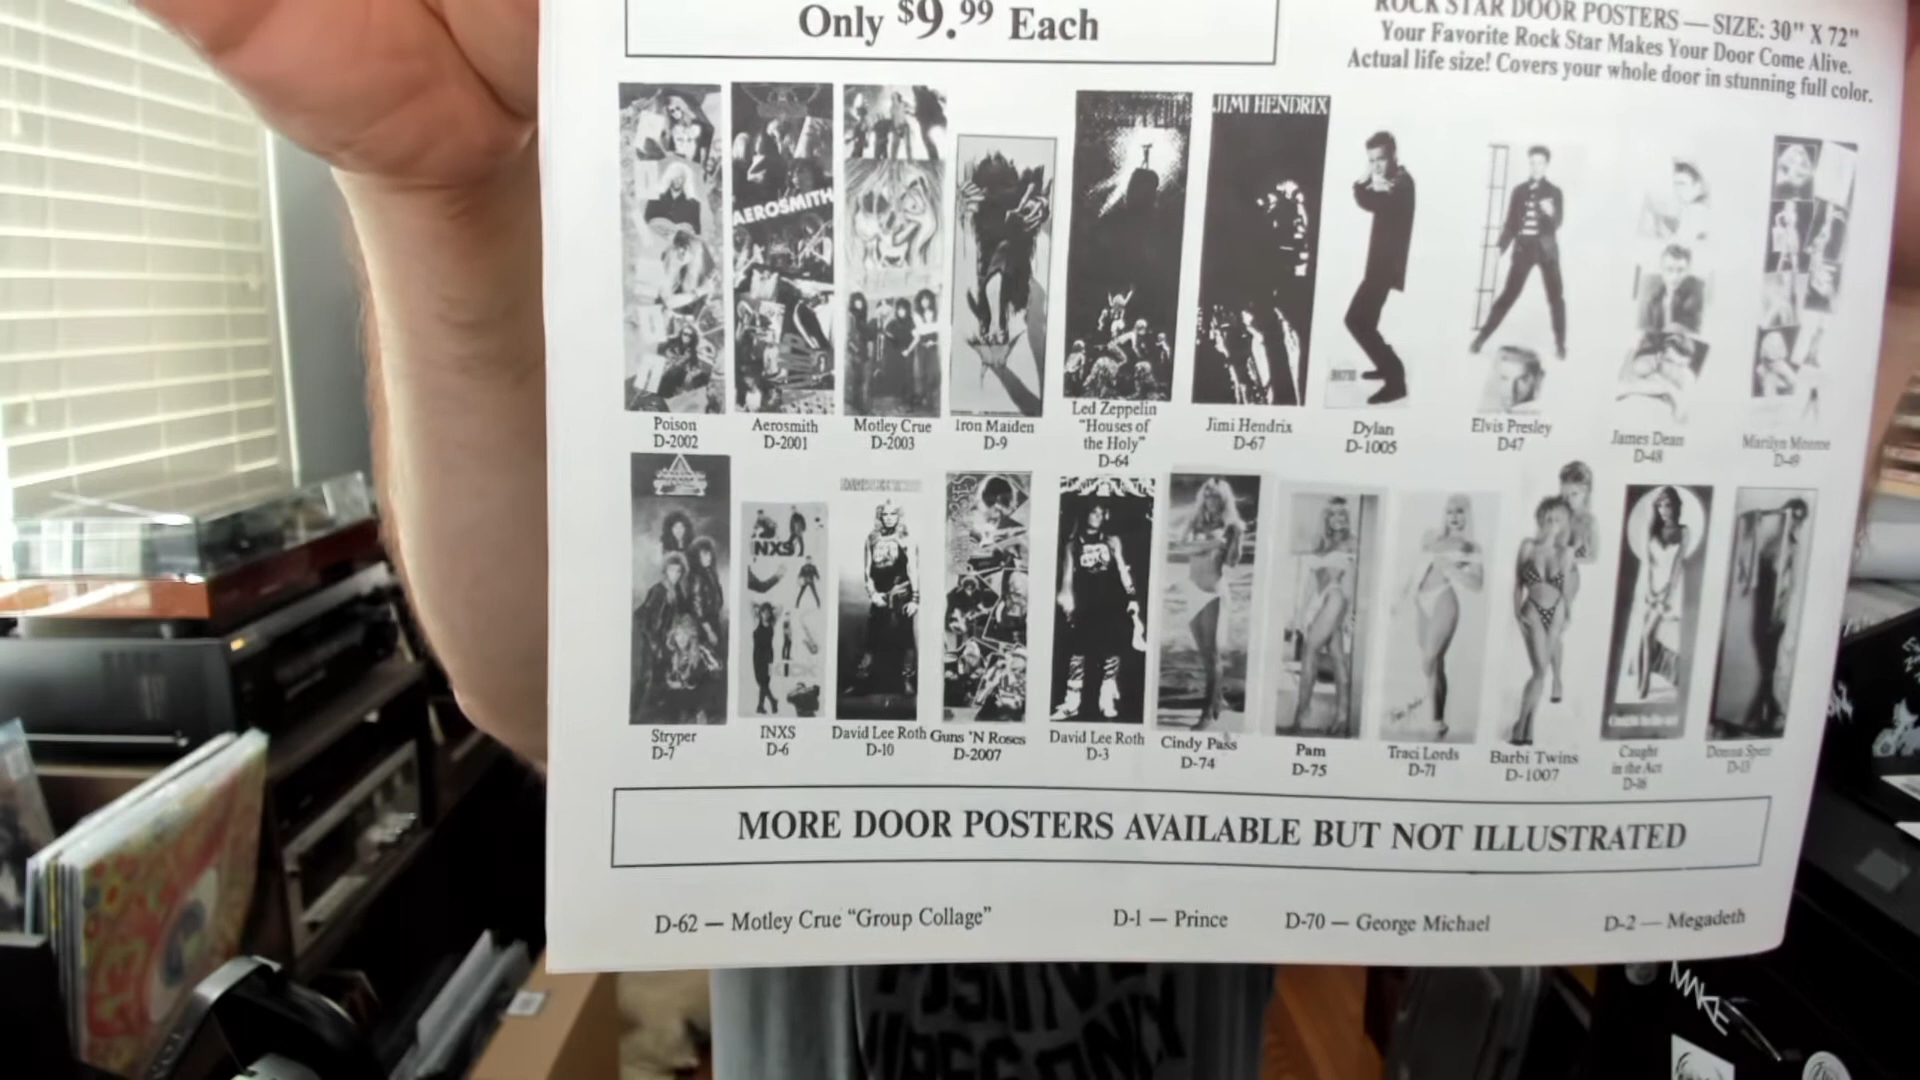 Only $9.99 Each
ROCK STAR DOOR POSTERS — SIZE: 30" X 72"
Your Favorite Rock Star Makes Your Door Come Alive.
Actual life size! Covers your whole door in stunning full color.
AEROSMITH
JIMI HENDRIX
Poison
D-2002
Aerosmith
D-2001
Motley Crue
D-2003
Iron Maiden
D-9
Led Zeppelin
"Houses of
the Holy"
D-64
Jimi Hendrix
D-67
Dylan
D-1005
Elvis Presley
D47
James Dean
D-48
Marilyn Monroe
D-49
INXS
Stryper
D-7
INXS
D-6
David Lee Roth
D-10
Guns 'N Roses
D-2007
David Lee Roth
D-3
Cindy Pass
D-74
Pam
D-75
Traci Lords
D-71
Barbi Twins
D-1007
Caught
in the Act
D-16
Donna Speir
D-13
MORE DOOR POSTERS AVAILABLE BUT NOT ILLUSTRATED
D-62 — Motley Crue "Group Collage"
D-1 — Prince
D-70 — George Michael
D-2 — Megadeth
MAKE